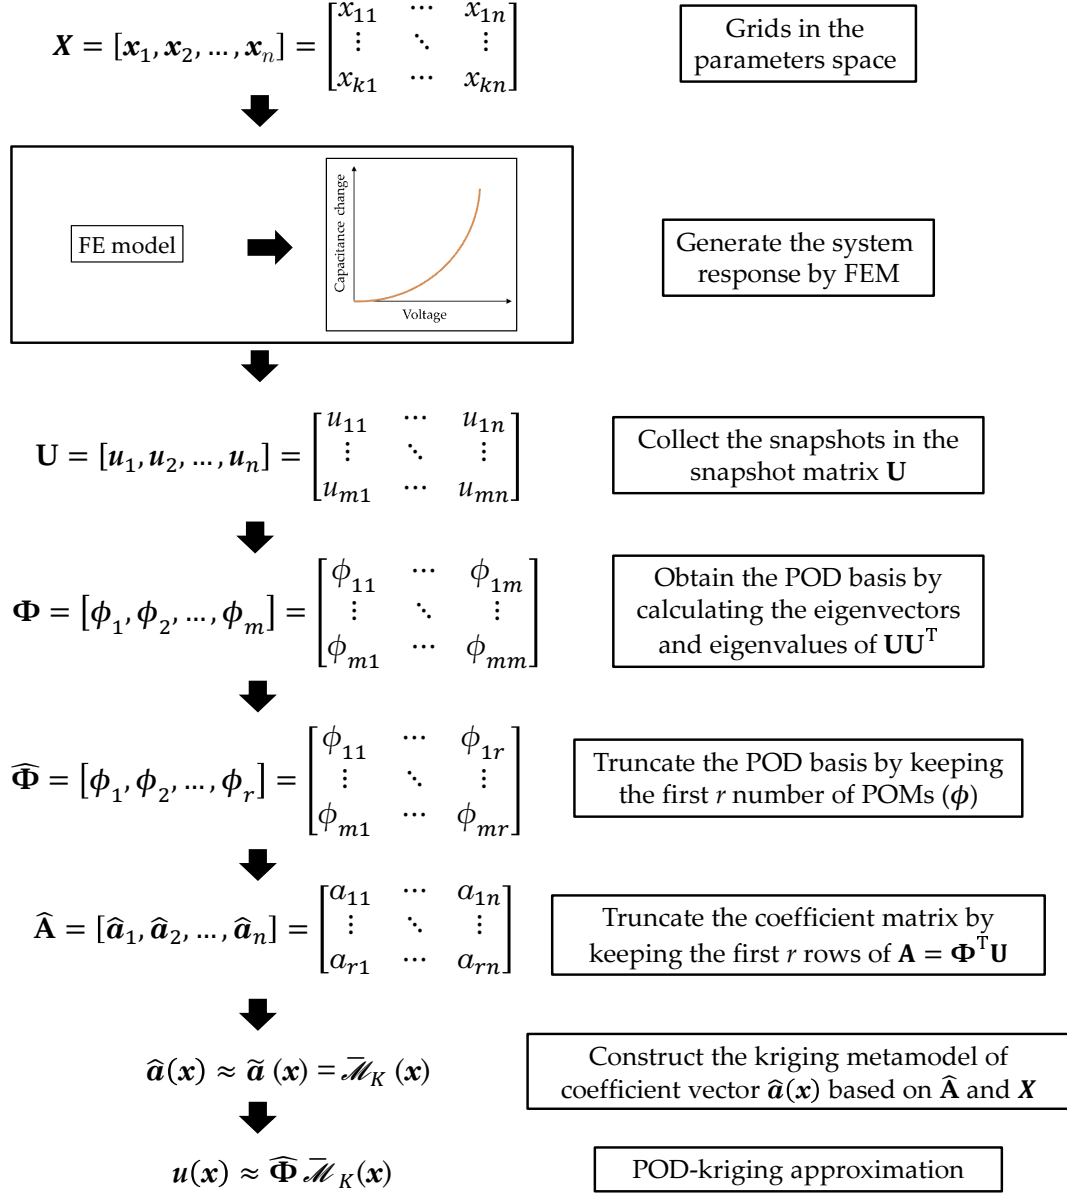 𝑿 = [𝒙₁, 𝒙₂, …, 𝒙ₙ] = [x₁₁ ⋯ x₁ₙ
⋮ ⋱ ⋮
xₖ₁ ⋯ xₖₙ]
Grids in the
parameters space
FE model
Capacitance change
Voltage
Generate the system
response by FEM
𝐔 = [𝒖₁, 𝒖₂, …, 𝒖ₙ] = [u₁₁ ⋯ u₁ₙ
⋮ ⋱ ⋮
uₘ₁ ⋯ uₘₙ]
Collect the snapshots in the
snapshot matrix 𝐔
𝚽 = [𝝓₁, 𝝓₂, …, 𝝓ₘ] = [ϕ₁₁ ⋯ ϕ₁ₘ
⋮ ⋱ ⋮
ϕₘ₁ ⋯ ϕₘₘ]
Obtain the POD basis by
calculating the eigenvectors
and eigenvalues of 𝐔𝐔ᵀ
𝚽̂ = [𝝓₁, 𝝓₂, …, 𝝓ᵣ] = [ϕ₁₁ ⋯ ϕ₁ᵣ
⋮ ⋱ ⋮
ϕₘ₁ ⋯ ϕₘᵣ]
Truncate the POD basis by keeping
the first r number of POMs (𝝓)
𝐀̂ = [𝒂̂₁, 𝒂̂₂, …, 𝒂̂ₙ] = [a₁₁ ⋯ a₁ₙ
⋮ ⋱ ⋮
aᵣ₁ ⋯ aᵣₙ]
Truncate the coefficient matrix by
keeping the first r rows of 𝐀 = 𝚽ᵀ𝐔
𝒂̂(𝒙) ≈ 𝒂̃ (𝒙) = ℳ̄_K (𝒙)
Construct the kriging metamodel of
coefficient vector 𝒂̂(𝒙) based on 𝐀̂ and 𝑿
𝒖(𝒙) ≈ 𝚽̂ ℳ̄_K(𝒙)
POD-kriging approximation